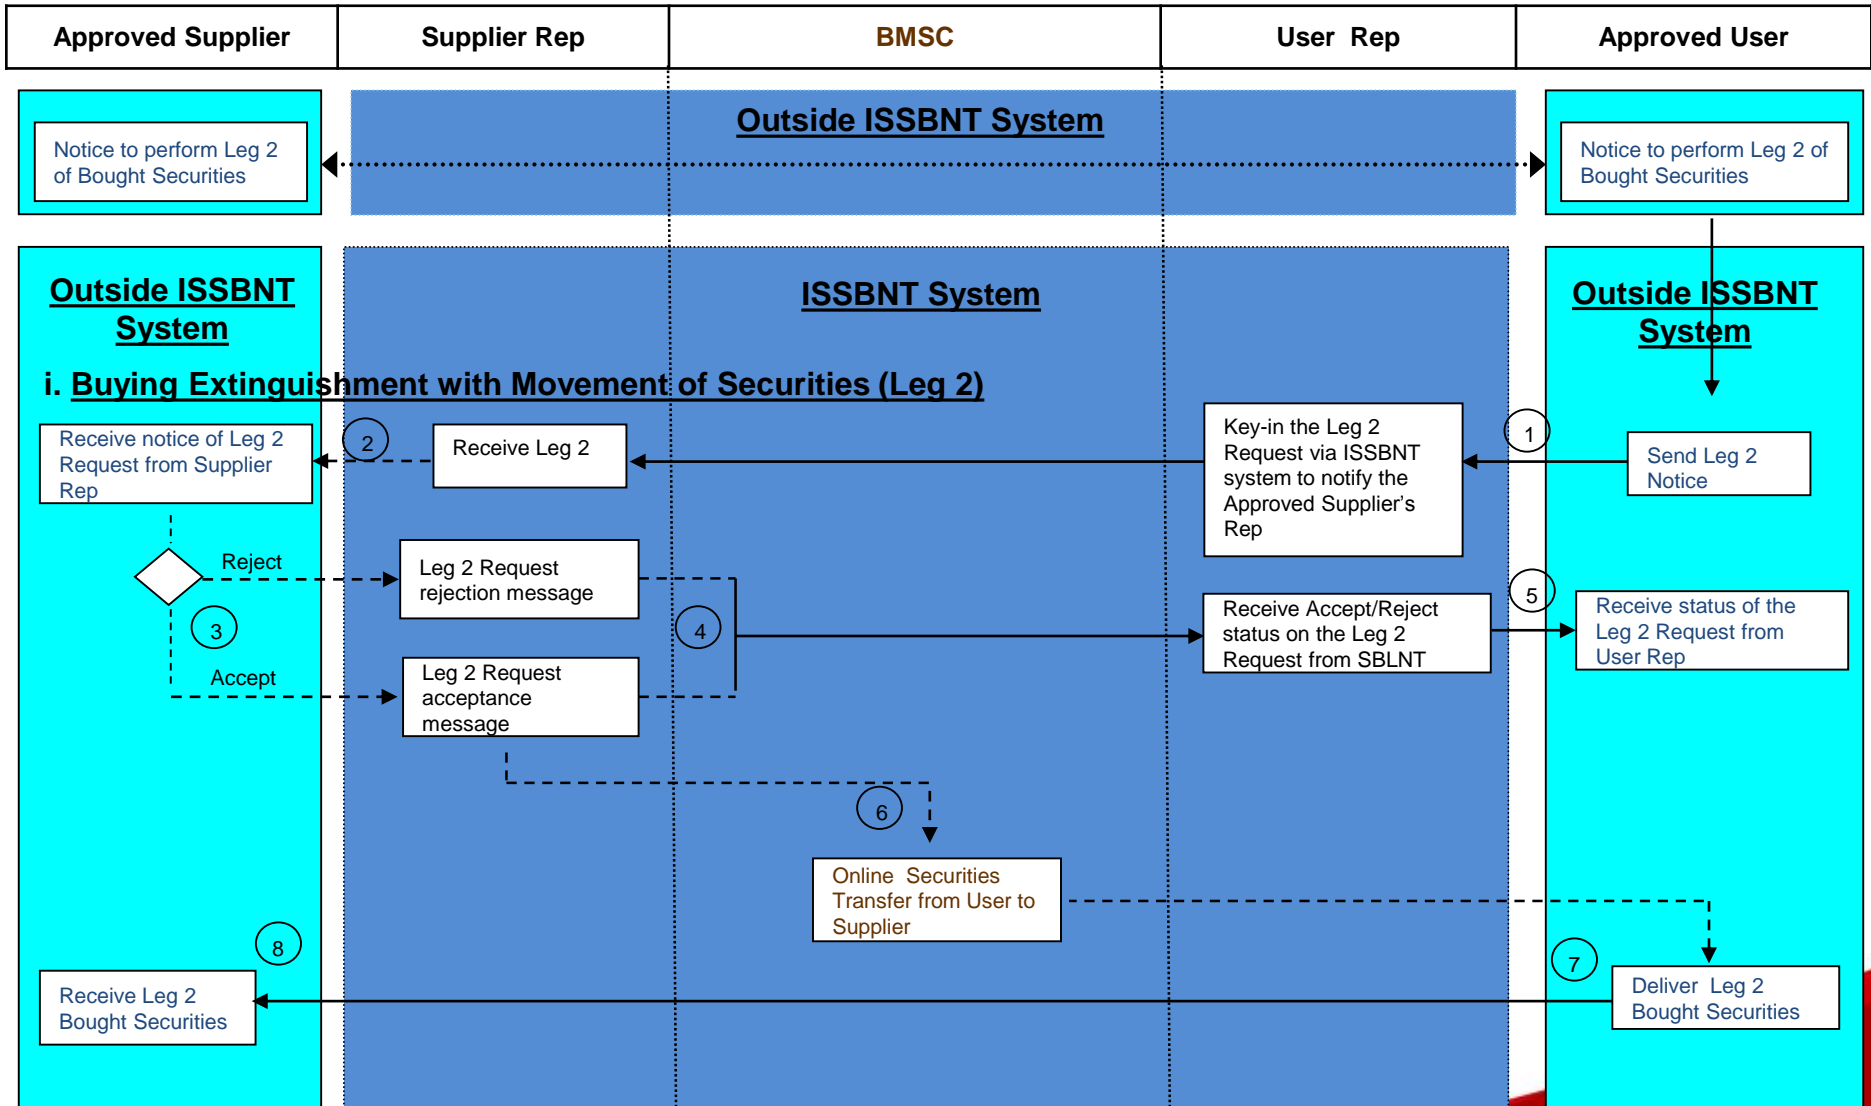 Approved Supplier
Supplier Rep
BMSC
User Rep
Approved User
Outside ISSBNT System
Notice to perform Leg 2
of Bought Securities
Notice to perform Leg 2 of
Bought Securities
Outside ISSBNT
System
ISSBNT System
Outside ISSBNT
System
i. Buying Extinguishment with Movement of Securities (Leg 2)
Receive notice of Leg 2
Request from Supplier
Rep
2
Receive Leg 2
Key-in the Leg 2
Request via ISSBNT
system to notify the
Approved Supplier's
Rep
1
Send Leg 2
Notice
Reject
Leg 2 Request
rejection message
3
4
Receive Accept/Reject
status on the Leg 2
Request from SBLNT
5
Receive status of the
Leg 2 Request from
User Rep
Accept
Leg 2 Request
acceptance
message
6
Online Securities
Transfer from User to
Supplier
8
7
Receive Leg 2
Bought Securities
Deliver Leg 2
Bought Securities